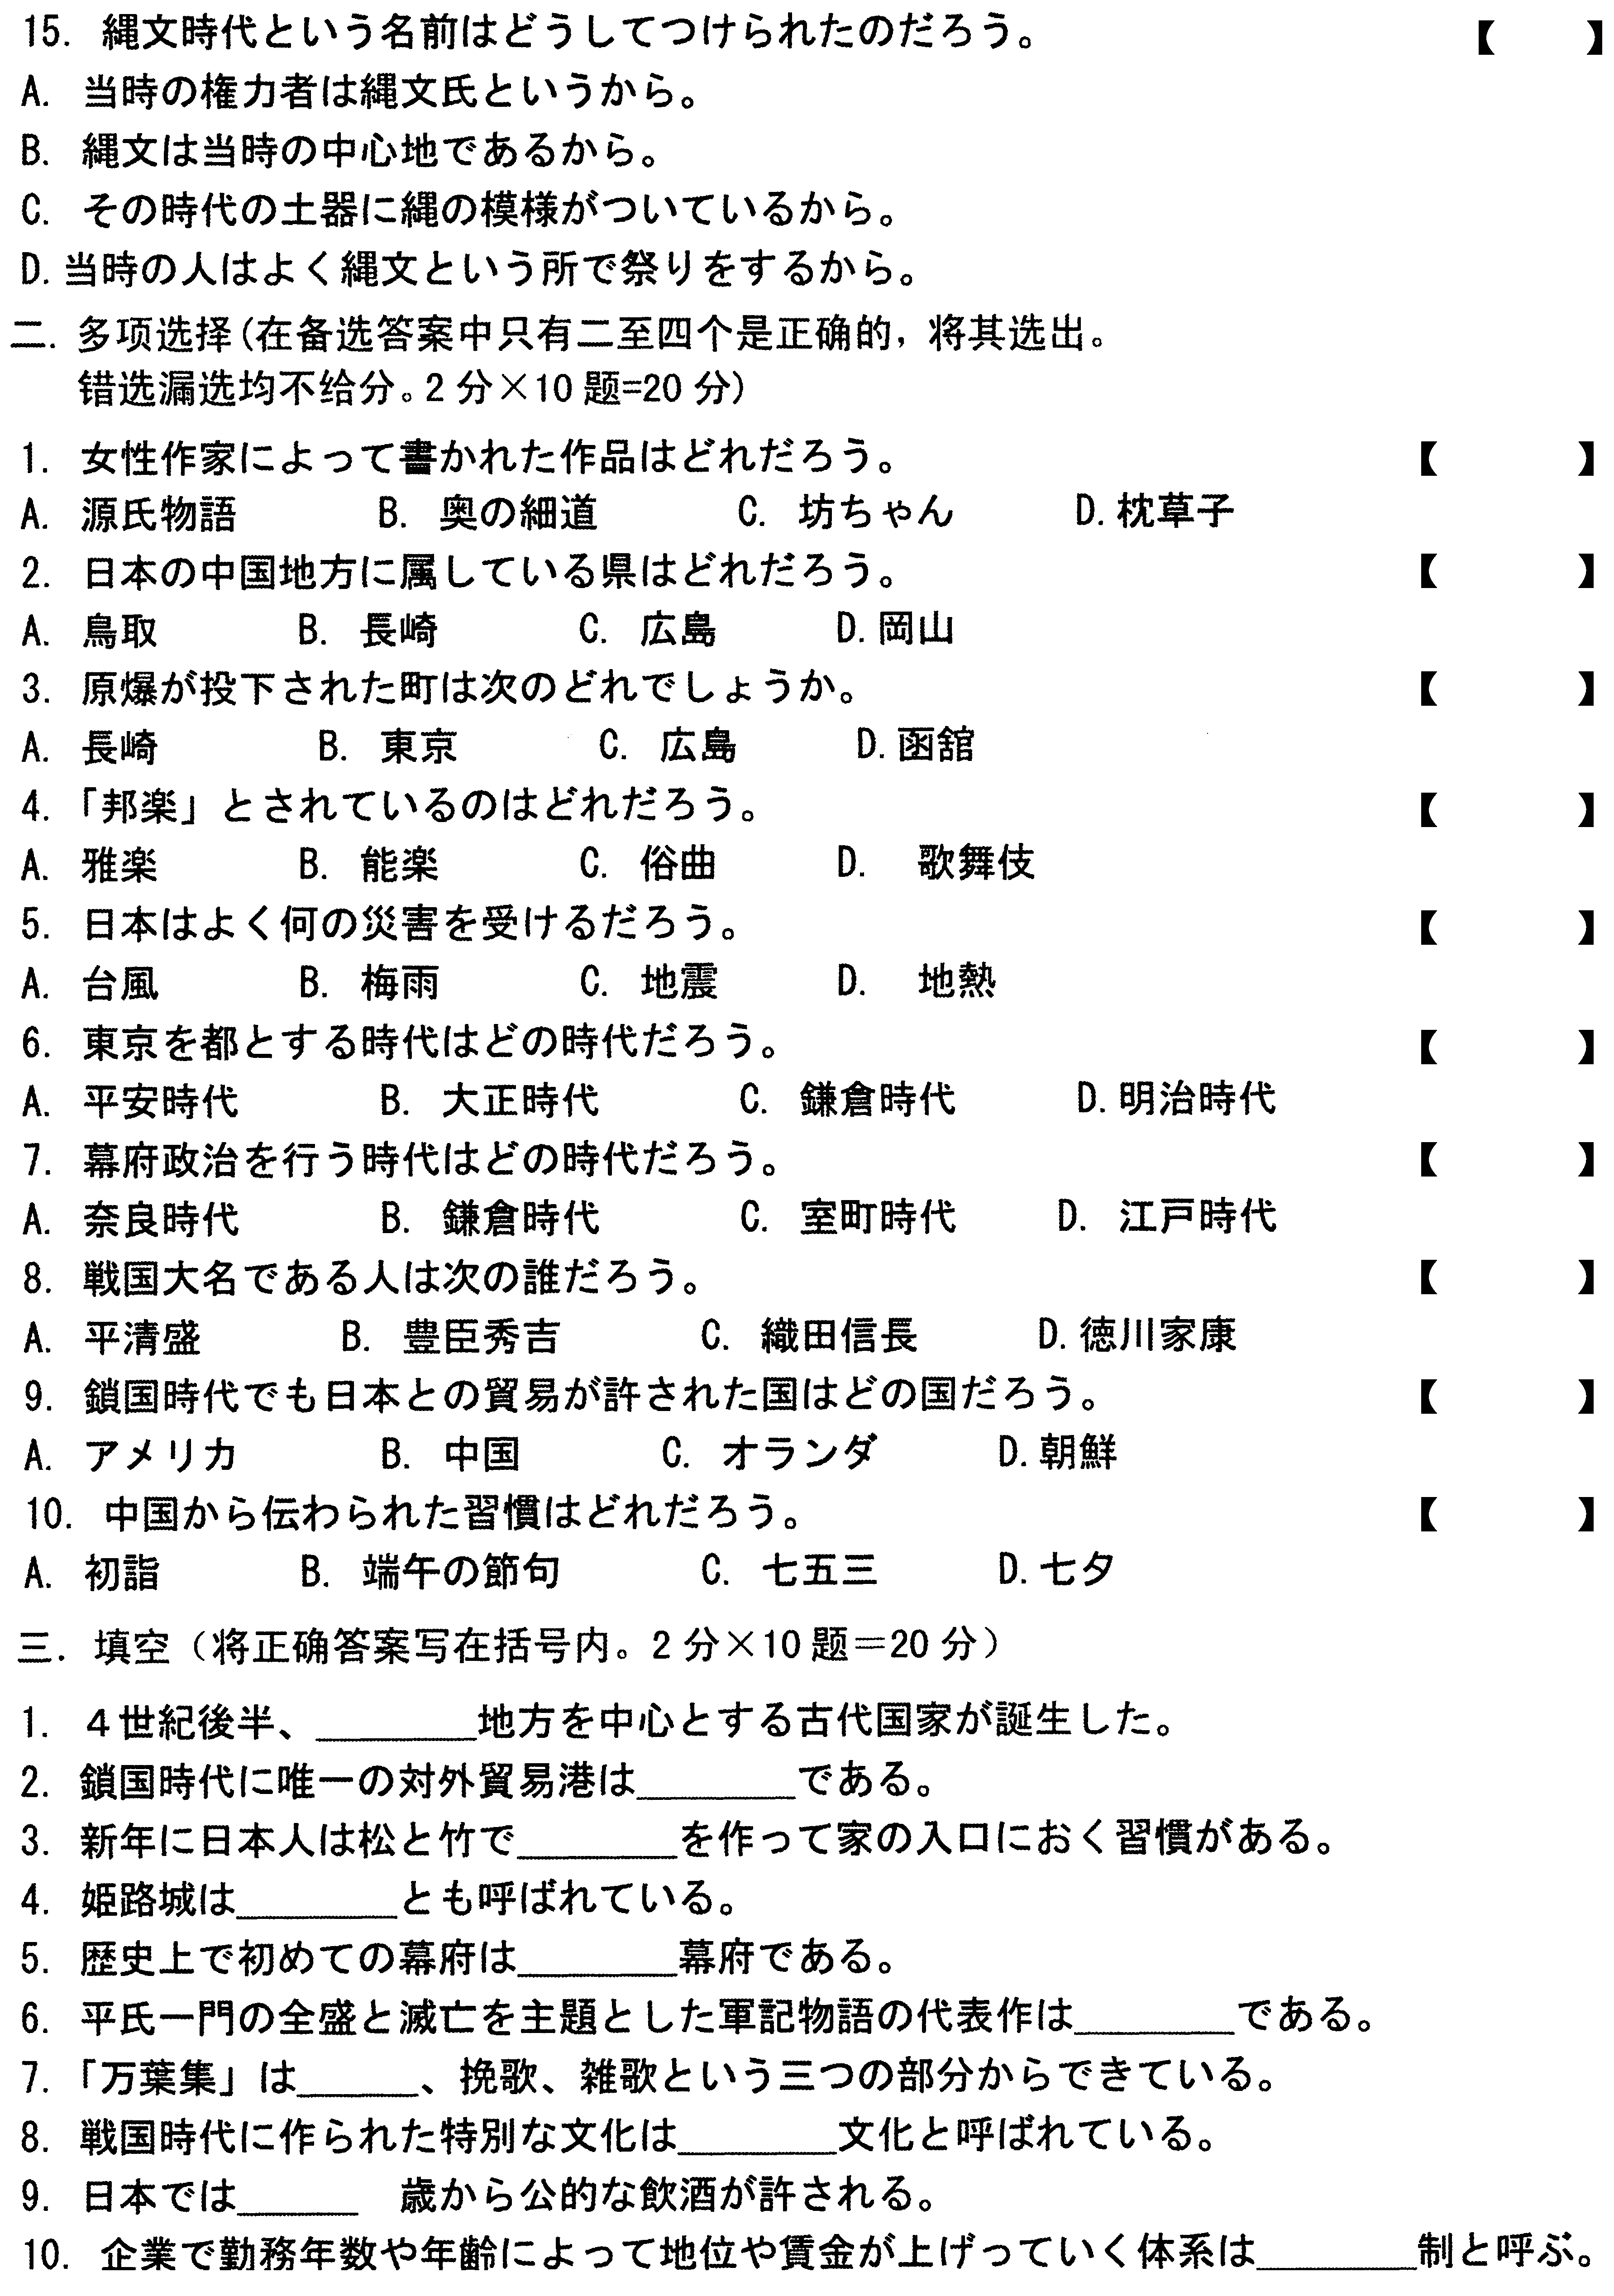 15. 縄文時代という名前はどうしてつけられたのだろう。 【 】
A. 当時の権力者は縄文氏というから。
B. 縄文は当時の中心地であるから。
C. その時代の土器に縄の模様がついているから。
D.当時の人はよく縄文という所で祭りをするから。
二. 多项选择(在备选答案中只有二至四个是正确的，将其选出。
错选漏选均不给分。2 分×10 题=20 分)
1. 女性作家によって書かれた作品はどれだろう。 【 】
A. 源氏物語 B. 奥の細道 C. 坊ちゃん D.枕草子
2. 日本の中国地方に属している県はどれだろう。 【 】
A. 鳥取 B. 長崎 C. 広島 D.岡山
3. 原爆が投下された町は次のどれでしょうか。 【 】
A. 長崎 B. 東京 C. 広島 D.函舘
4.「邦楽」とされているのはどれだろう。 【 】
A. 雅楽 B. 能楽 C. 俗曲 D. 歌舞伎
5. 日本はよく何の災害を受けるだろう。 【 】
A. 台風 B. 梅雨 C. 地震 D. 地熱
6. 東京を都とする時代はどの時代だろう。 【 】
A. 平安時代 B. 大正時代 C. 鎌倉時代 D.明治時代
7. 幕府政治を行う時代はどの時代だろう。 【 】
A. 奈良時代 B. 鎌倉時代 C. 室町時代 D. 江戸時代
8. 戦国大名である人は次の誰だろう。 【 】
A. 平清盛 B. 豊臣秀吉 C. 織田信長 D.徳川家康
9. 鎖国時代でも日本との貿易が許された国はどの国だろう。 【 】
A. アメリカ B. 中国 C. オランダ D.朝鮮
10. 中国から伝わられた習慣はどれだろう。 【 】
A. 初詣 B. 端午の節句 C. 七五三 D.七夕
三. 填空（将正确答案写在括号内。2 分×10 题＝20 分）
1. ４世紀後半、________地方を中心とする古代国家が誕生した。
2. 鎖国時代に唯一の対外貿易港は________である。
3. 新年に日本人は松と竹で________を作って家の入口におく習慣がある。
4. 姫路城は________とも呼ばれている。
5. 歴史上で初めての幕府は________幕府である。
6. 平氏一門の全盛と滅亡を主題とした軍記物語の代表作は________である。
7.「万葉集」は______、挽歌、雑歌という三つの部分からできている。
8. 戦国時代に作られた特別な文化は________文化と呼ばれている。
9. 日本では______ 歳から公的な飲酒が許される。
10. 企業で勤務年数や年齢によって地位や賃金が上げっていく体系は________制と呼ぶ。